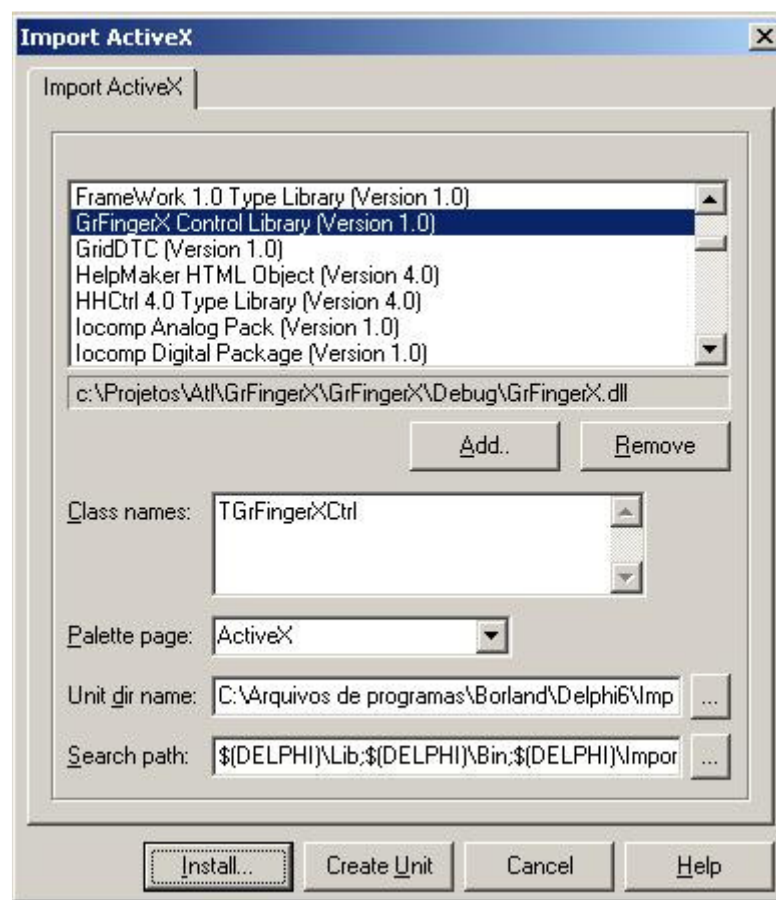 Import ActiveX
Import ActiveX
FrameWork 1.0 Type Library (Version 1.0)
GrFingerX Control Library (Version 1.0)
GridDTC (Version 1.0)
HelpMaker HTML Object (Version 4.0)
HHCtrl 4.0 Type Library (Version 4.0)
Iocomp Analog Pack (Version 1.0)
Iocomp Digital Package (Version 1.0)
c:\Projetos\Atl\GrFingerX\GrFingerX\Debug\GrFingerX.dll
Add..
Remove
Class names:
TGrFingerXCtrl
Palette page:
ActiveX
Unit dir name:
C:\Arquivos de programas\Borland\Delphi6\Imp
...
Search path:
$(DELPHI)\Lib;$(DELPHI)\Bin;$(DELPHI)\Impor
...
Install...
Create Unit
Cancel
Help